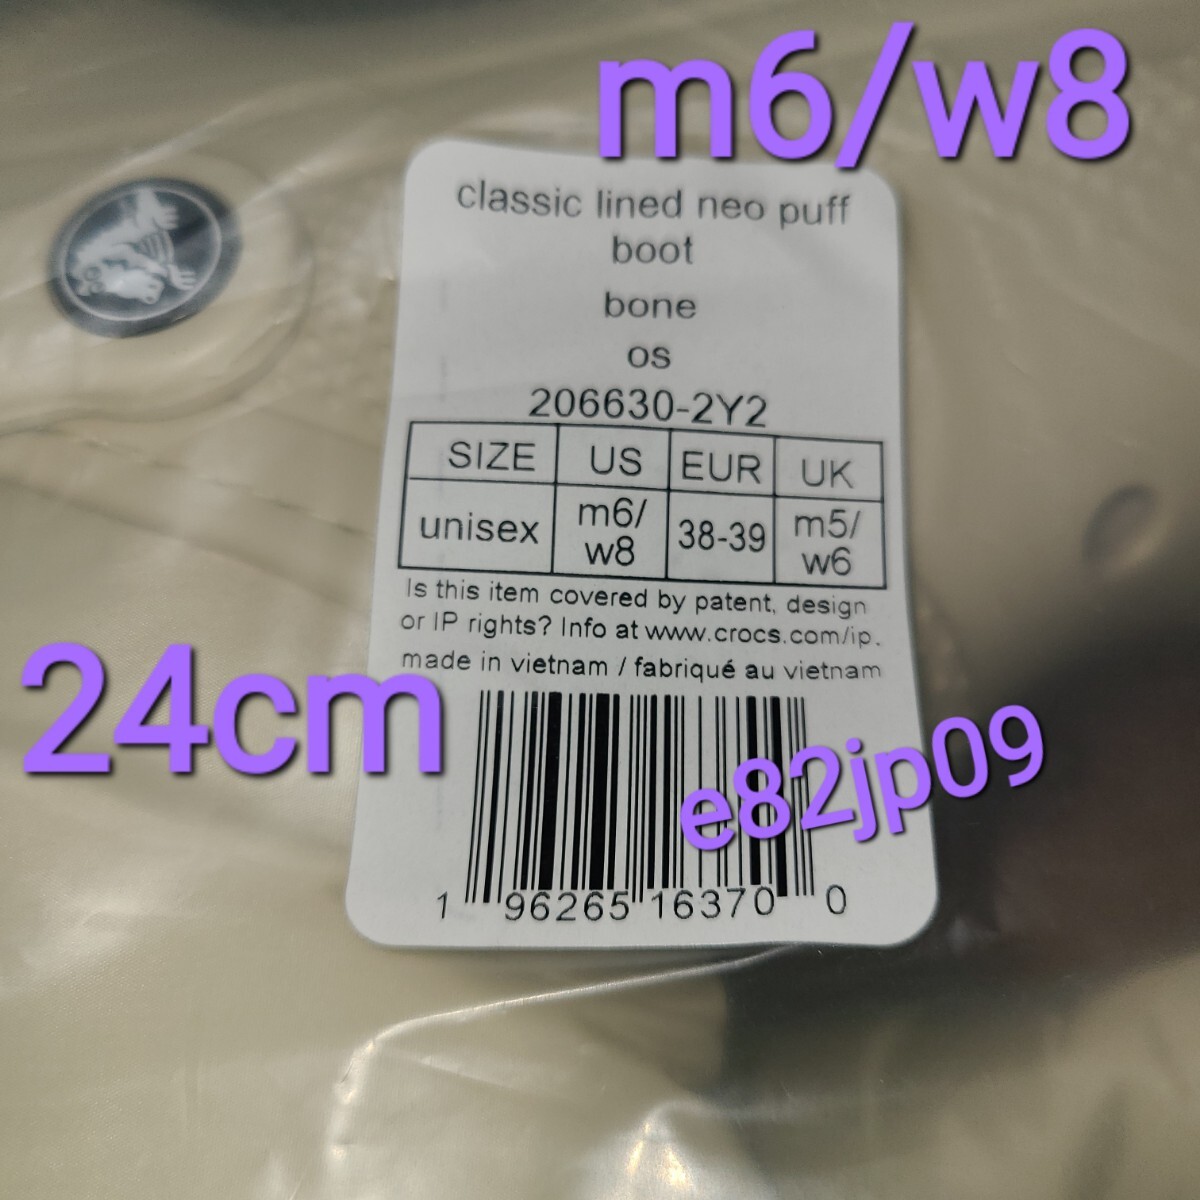 m6/w8
classic lined neo puff
boot
bone
os
206630-2Y2
SIZE US EUR UK
unisex m6/w8 38-39 m5/w6
Is this item covered by patent, design
or IP rights? Info at www.crocs.com/ip.
made in vietnam / fabriqué au vietnam
24cm
e82jp09
1 96265 16370 0